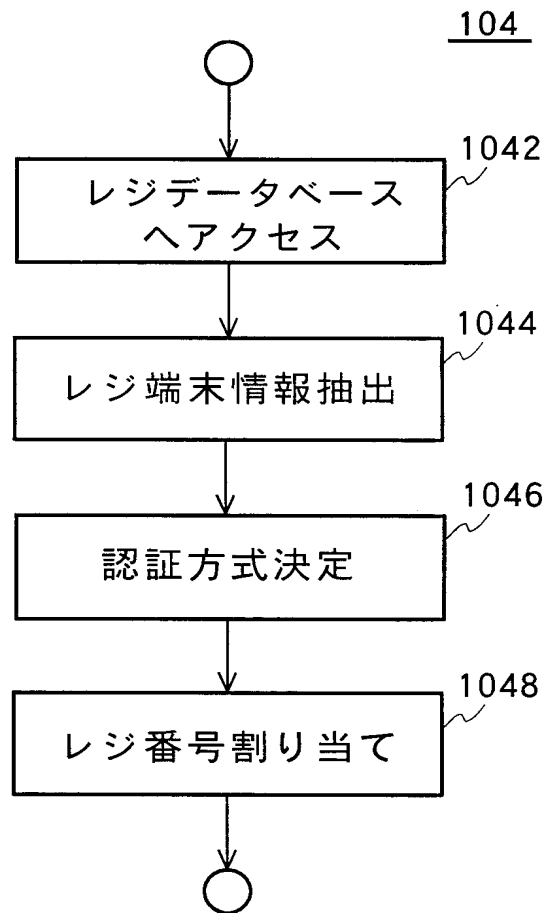 104
1042
レジデータベース
へアクセス
1044
レジ端末情報抽出
1046
認証方式決定
1048
レジ番号割り当て